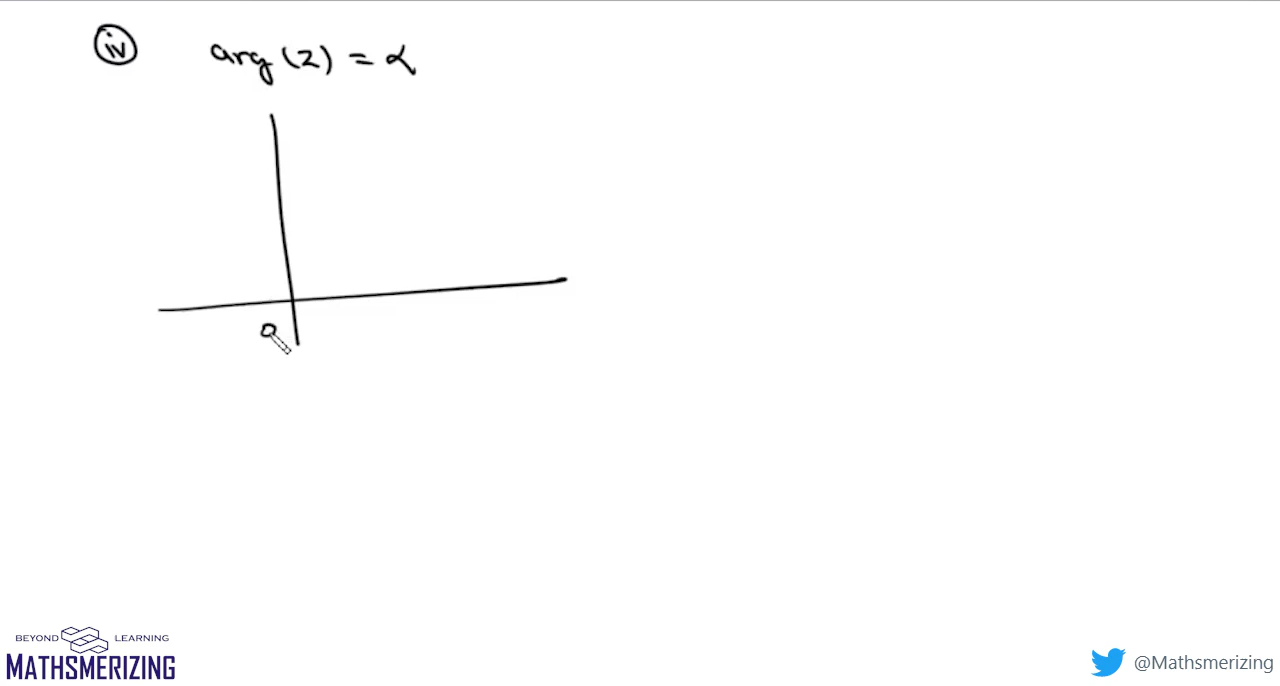 iv arg (z) = α
O
BEYOND LEARNING
MATHSMERIZING
@Mathsmerizing